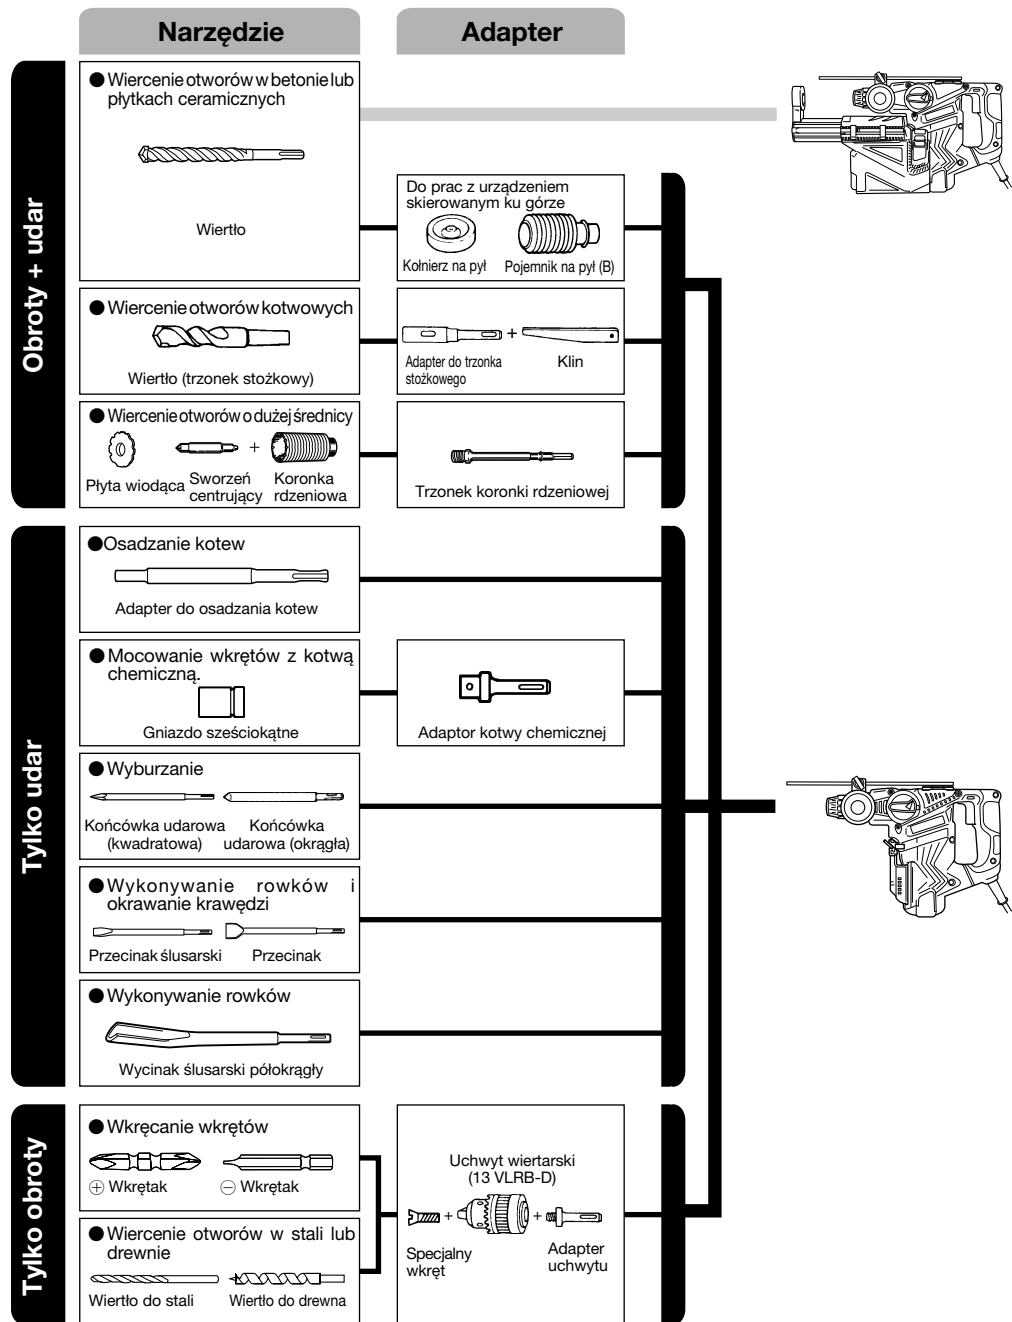 Narzędzie
Adapter
Obroty + udar
● Wiercenie otworów w betonie lub
płytkach ceramicznych
Wiertło
Do prac z urządzeniem
skierowanym ku górze
Kołnierz na pył
Pojemnik na pył (B)
● Wiercenie otworów kotwowych
Wiertło (trzonek stożkowy)
+
Adapter do trzonka
stożkowego
Klin
● Wiercenie otworów o dużej średnicy
+
Płyta wiodąca
Sworzeń
centrujący
Koronka
rdzeniowa
Trzonek koronki rdzeniowej
Tylko udar
● Osadzanie kotew
Adapter do osadzania kotew
● Mocowanie wkrętów z kotwą
chemiczną.
Gniazdo sześciokątne
Adaptor kotwy chemicznej
● Wyburzanie
Końcówka udarowa
(kwadratowa)
Końcówka
udarowa (okrągła)
● Wykonywanie rowków i
okrawanie krawędzi
Przecinak ślusarski
Przecinak
● Wykonywanie rowków
Wycinak ślusarski półokrągły
Tylko obroty
● Wkręcanie wkrętów
⊕ Wkrętak
⊖ Wkrętak
● Wiercenie otworów w stali lub
drewnie
Wiertło do stali
Wiertło do drewna
Uchwyt wiertarski
(13 VLRB-D)
+ +
Specjalny
wkręt
Adapter
uchwytu